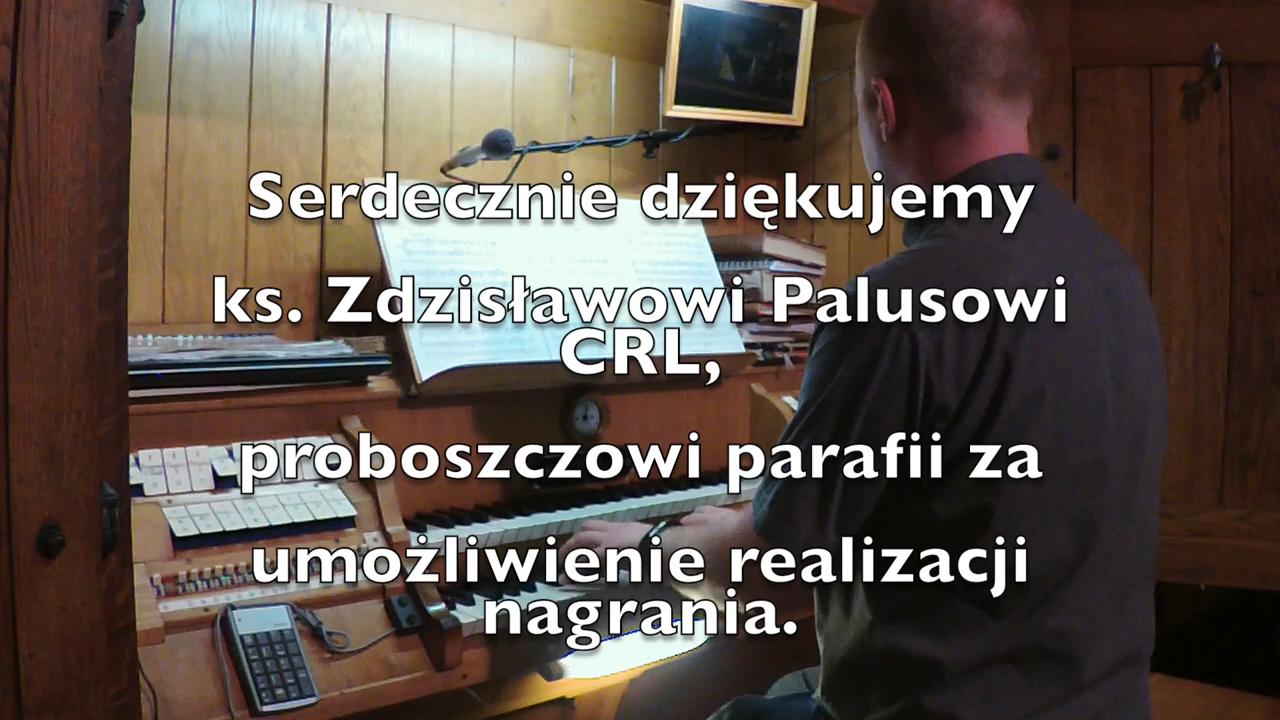 Serdecznie dziękujemy
ks. Zdzisławowi Palusowi
CRL,
proboszczowi parafii za
umożliwienie realizacji
nagrania.